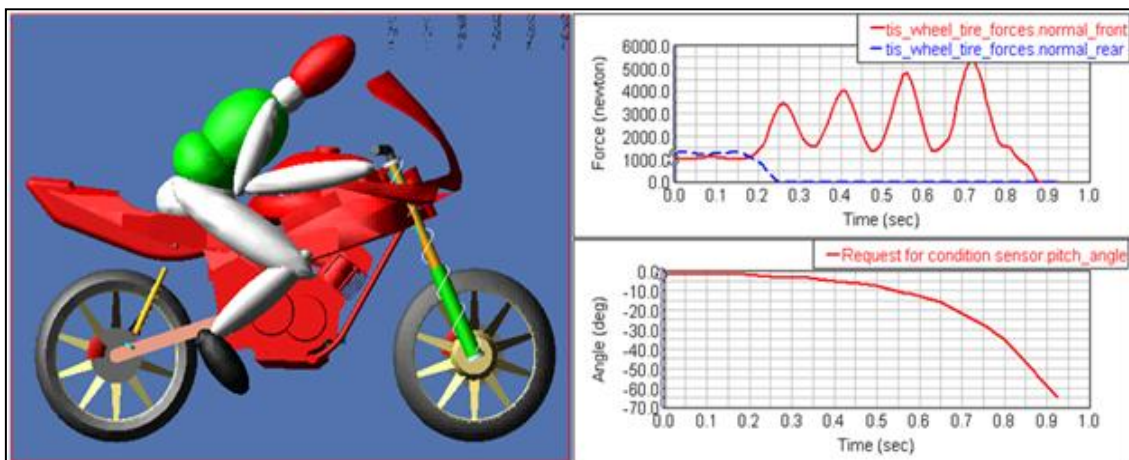 tis_wheel_tire_forces.normal_front
tis_wheel_tire_forces.normal_rear
6000.0
5000.0
4000.0
3000.0
2000.0
1000.0
0.0
Force (newton)
0.0 0.1 0.2 0.3 0.4 0.5 0.6 0.7 0.8 0.9 1.0
Time (sec)
Request for condition sensor.pitch_angle
0.0
-10.0
-20.0
-30.0
-40.0
-50.0
-60.0
-70.0
Angle (deg)
0.0 0.1 0.2 0.3 0.4 0.5 0.6 0.7 0.8 0.9 1.0
Time (sec)